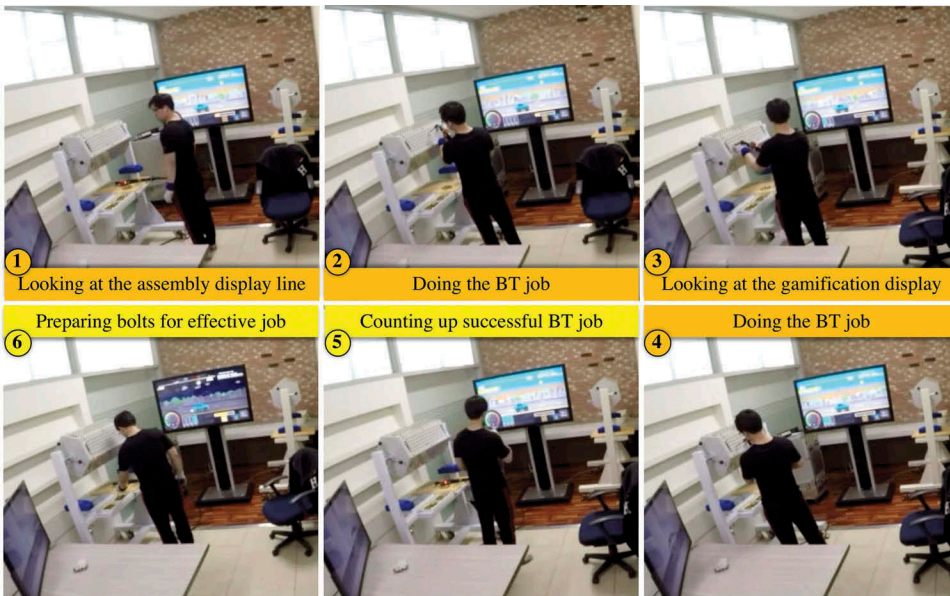 1
Looking at the assembly display line
2
Doing the BT job
3
Looking at the gamification display
6
Preparing bolts for effective job
5
Counting up successful BT job
4
Doing the BT job
H